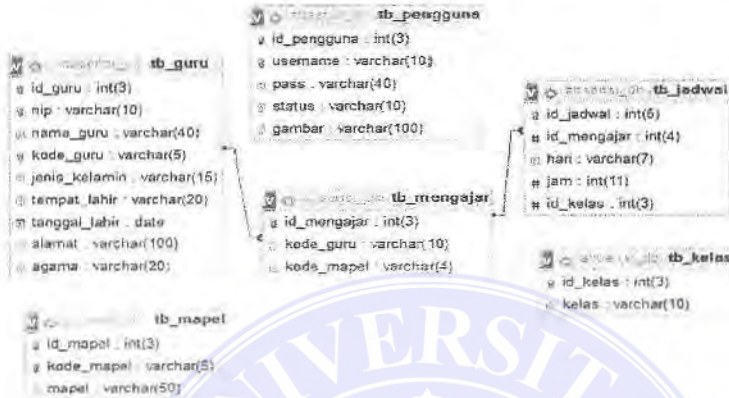 tb_pengguna
id_pengguna : int(3)
username : varchar(10)
pass : varchar(40)
status : varchar(10)
gambar : varchar(100)
tb_guru
id_guru : int(3)
nip : varchar(10)
nama_guru : varchar(40)
kode_guru : varchar(5)
jenis_kelamin : varchar(15)
tempat_lahir : varchar(20)
tanggal_lahir : date
alamat : varchar(100)
agama : varchar(20)
tb_jadwal
id_jadwal : int(5)
# id_mengajar : int(4)
hari : varchar(7)
# jam : int(11)
# id_kelas : int(3)
tb_mengajar
id_mengajar : int(3)
kode_guru : varchar(10)
kode_mapel : varchar(4)
tb_kelas
id_kelas : int(3)
kelas : varchar(10)
tb_mapel
id_mapel : int(3)
kode_mapel : varchar(5)
mapel : varchar(50)